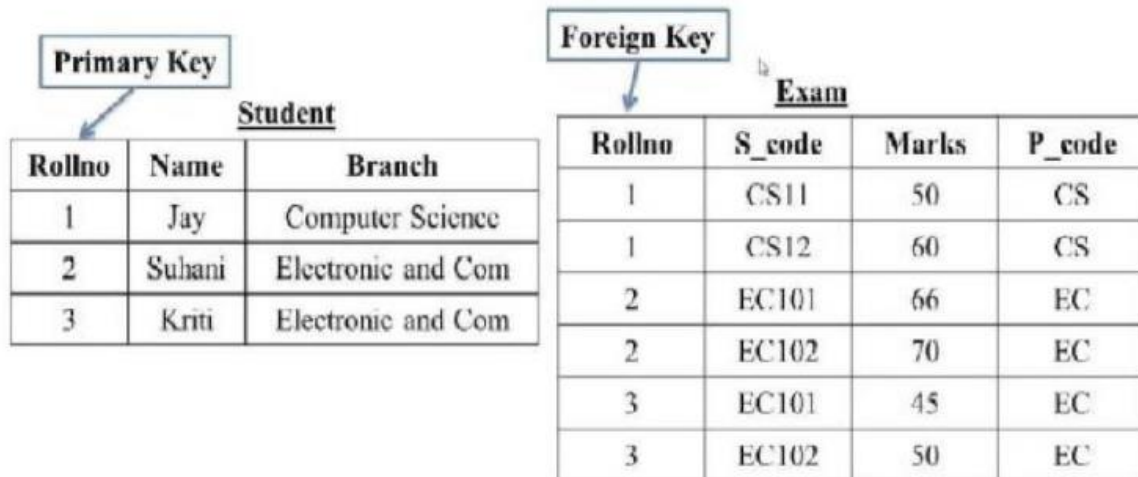 Primary Key
Student
Rollno Name Branch
1 Jay Computer Science
2 Suhani Electronic and Com
3 Kriti Electronic and Com
Foreign Key
Exam
Rollno S_code Marks P_code
1 CS11 50 CS
1 CS12 60 CS
2 EC101 66 EC
2 EC102 70 EC
3 EC101 45 EC
3 EC102 50 EC